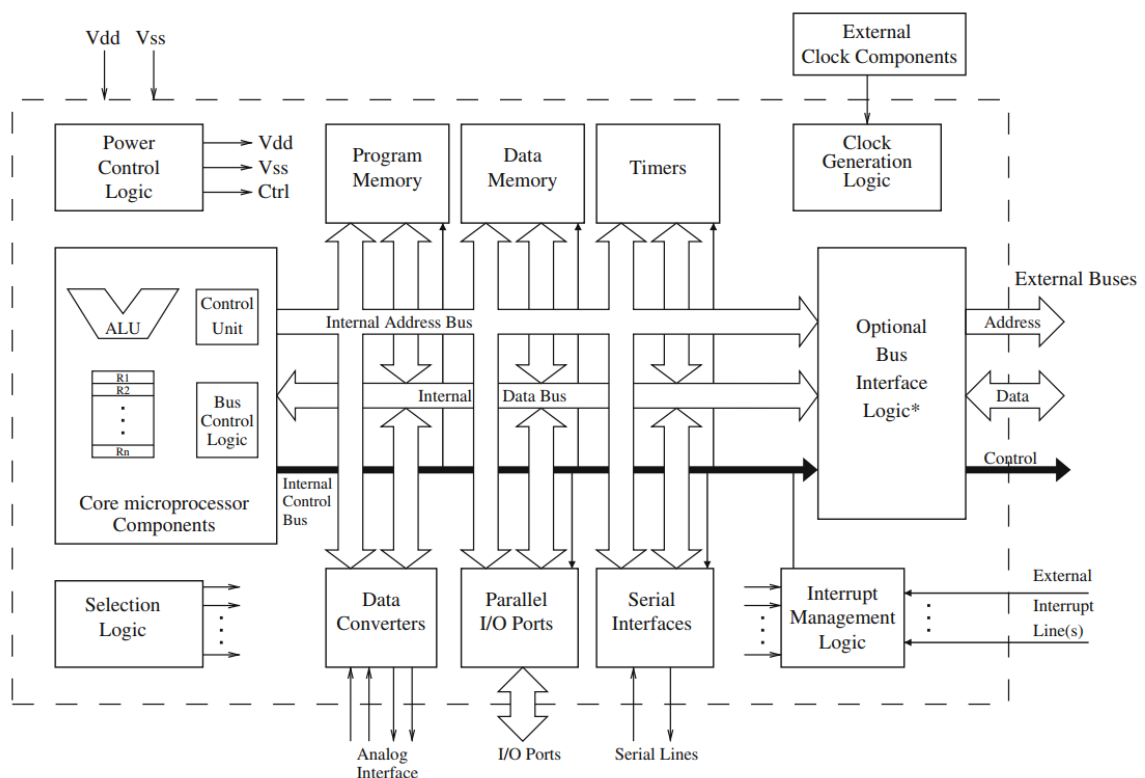 Vdd
Vss
External
Clock Components
Power
Control
Logic
Vdd
Vss
Ctrl
Program
Memory
Data
Memory
Timers
Clock
Generation
Logic
ALU
Control
Unit
R1
R2
Rn
Bus
Control
Logic
Core microprocessor
Components
Internal Address Bus
Internal
Data Bus
Internal
Control
Bus
Optional
Bus
Interface
Logic*
External Buses
Address
Data
Control
Selection
Logic
Data
Converters
Parallel
I/O Ports
Serial
Interfaces
Interrupt
Management
Logic
External
Interrupt
Line(s)
Analog
Interface
I/O Ports
Serial Lines